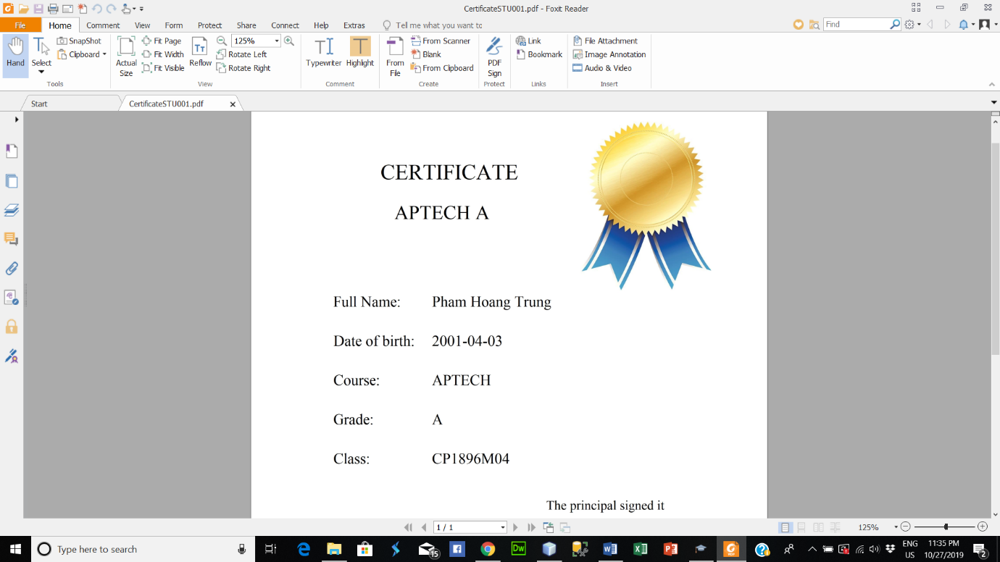 CertificateSTU001.pdf - Foxit Reader
File Home Comment View Form Protect Share Connect Help Extras Tell me what you want to Find
Hand
Select
SnapShot
Clipboard
Tools
Actual Size
Fit Page
Fit Width
Fit Visible
Reflow
125%
Rotate Left
Rotate Right
View
Typewriter
Highlight
Comment
From File
From Scanner
Blank
From Clipboard
Create
PDF Sign
Protect
Link
Bookmark
Links
File Attachment
Image Annotation
Audio & Video
Insert
Start CertificateSTU001.pdf
CERTIFICATE
APTECH A
Full Name: Pham Hoang Trung
Date of birth: 2001-04-03
Course: APTECH
Grade: A
Class: CP1896M04
The principal signed it
1 / 1 125%
Type here to search
15
Dw
ENG
US
11:35 PM
10/27/2019
2